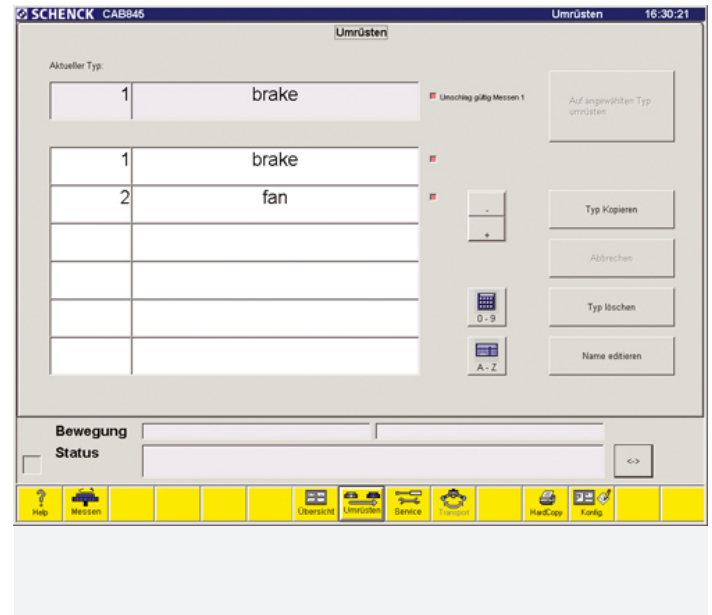 SCHENCK CAB845 Umrüsten 16:30:21
Umrüsten
Aktueller Typ:
1 brake
Umschlag gültig Messen 1
Auf angewählten Typ
umrüsten
1 brake
2 fan
-
+
Typ Kopieren
Abbrechen
0 - 9
Typ löschen
A - Z
Name editieren
Bewegung
Status
<->
? Help
Messen
Übersicht
Umrüsten
Service
Transport
HardCopy
Konfig.